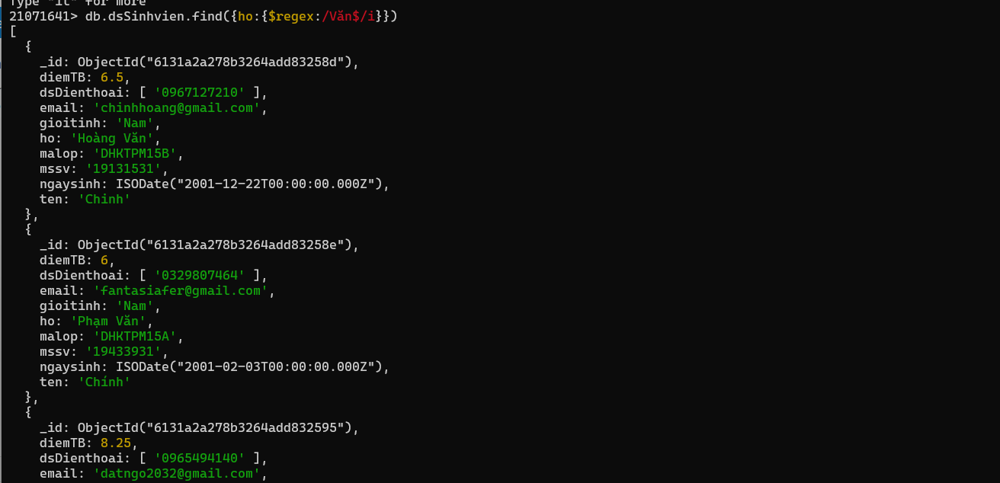 Type "it" for more
21071641> db.dsSinhvien.find({ho:{$regex:/Văn$/i}})
[
  {
    _id: ObjectId("6131a2a278b3264add83258d"),
    diemTB: 6.5,
    dsDienthoai: [ '0967127210' ],
    email: 'chinhhoang@gmail.com',
    gioitinh: 'Nam',
    ho: 'Hoàng Văn',
    malop: 'DHKTPM15B',
    mssv: '19131531',
    ngaysinh: ISODate("2001-12-22T00:00:00.000Z"),
    ten: 'Chinh'
  },
  {
    _id: ObjectId("6131a2a278b3264add83258e"),
    diemTB: 6,
    dsDienthoai: [ '0329807464' ],
    email: 'fantasiafer@gmail.com',
    gioitinh: 'Nam',
    ho: 'Phạm Văn',
    malop: 'DHKTPM15A',
    mssv: '19433931',
    ngaysinh: ISODate("2001-02-03T00:00:00.000Z"),
    ten: 'Chính'
  },
  {
    _id: ObjectId("6131a2a278b3264add832595"),
    diemTB: 8.25,
    dsDienthoai: [ '0965494140' ],
    email: 'datngo2032@gmail.com',